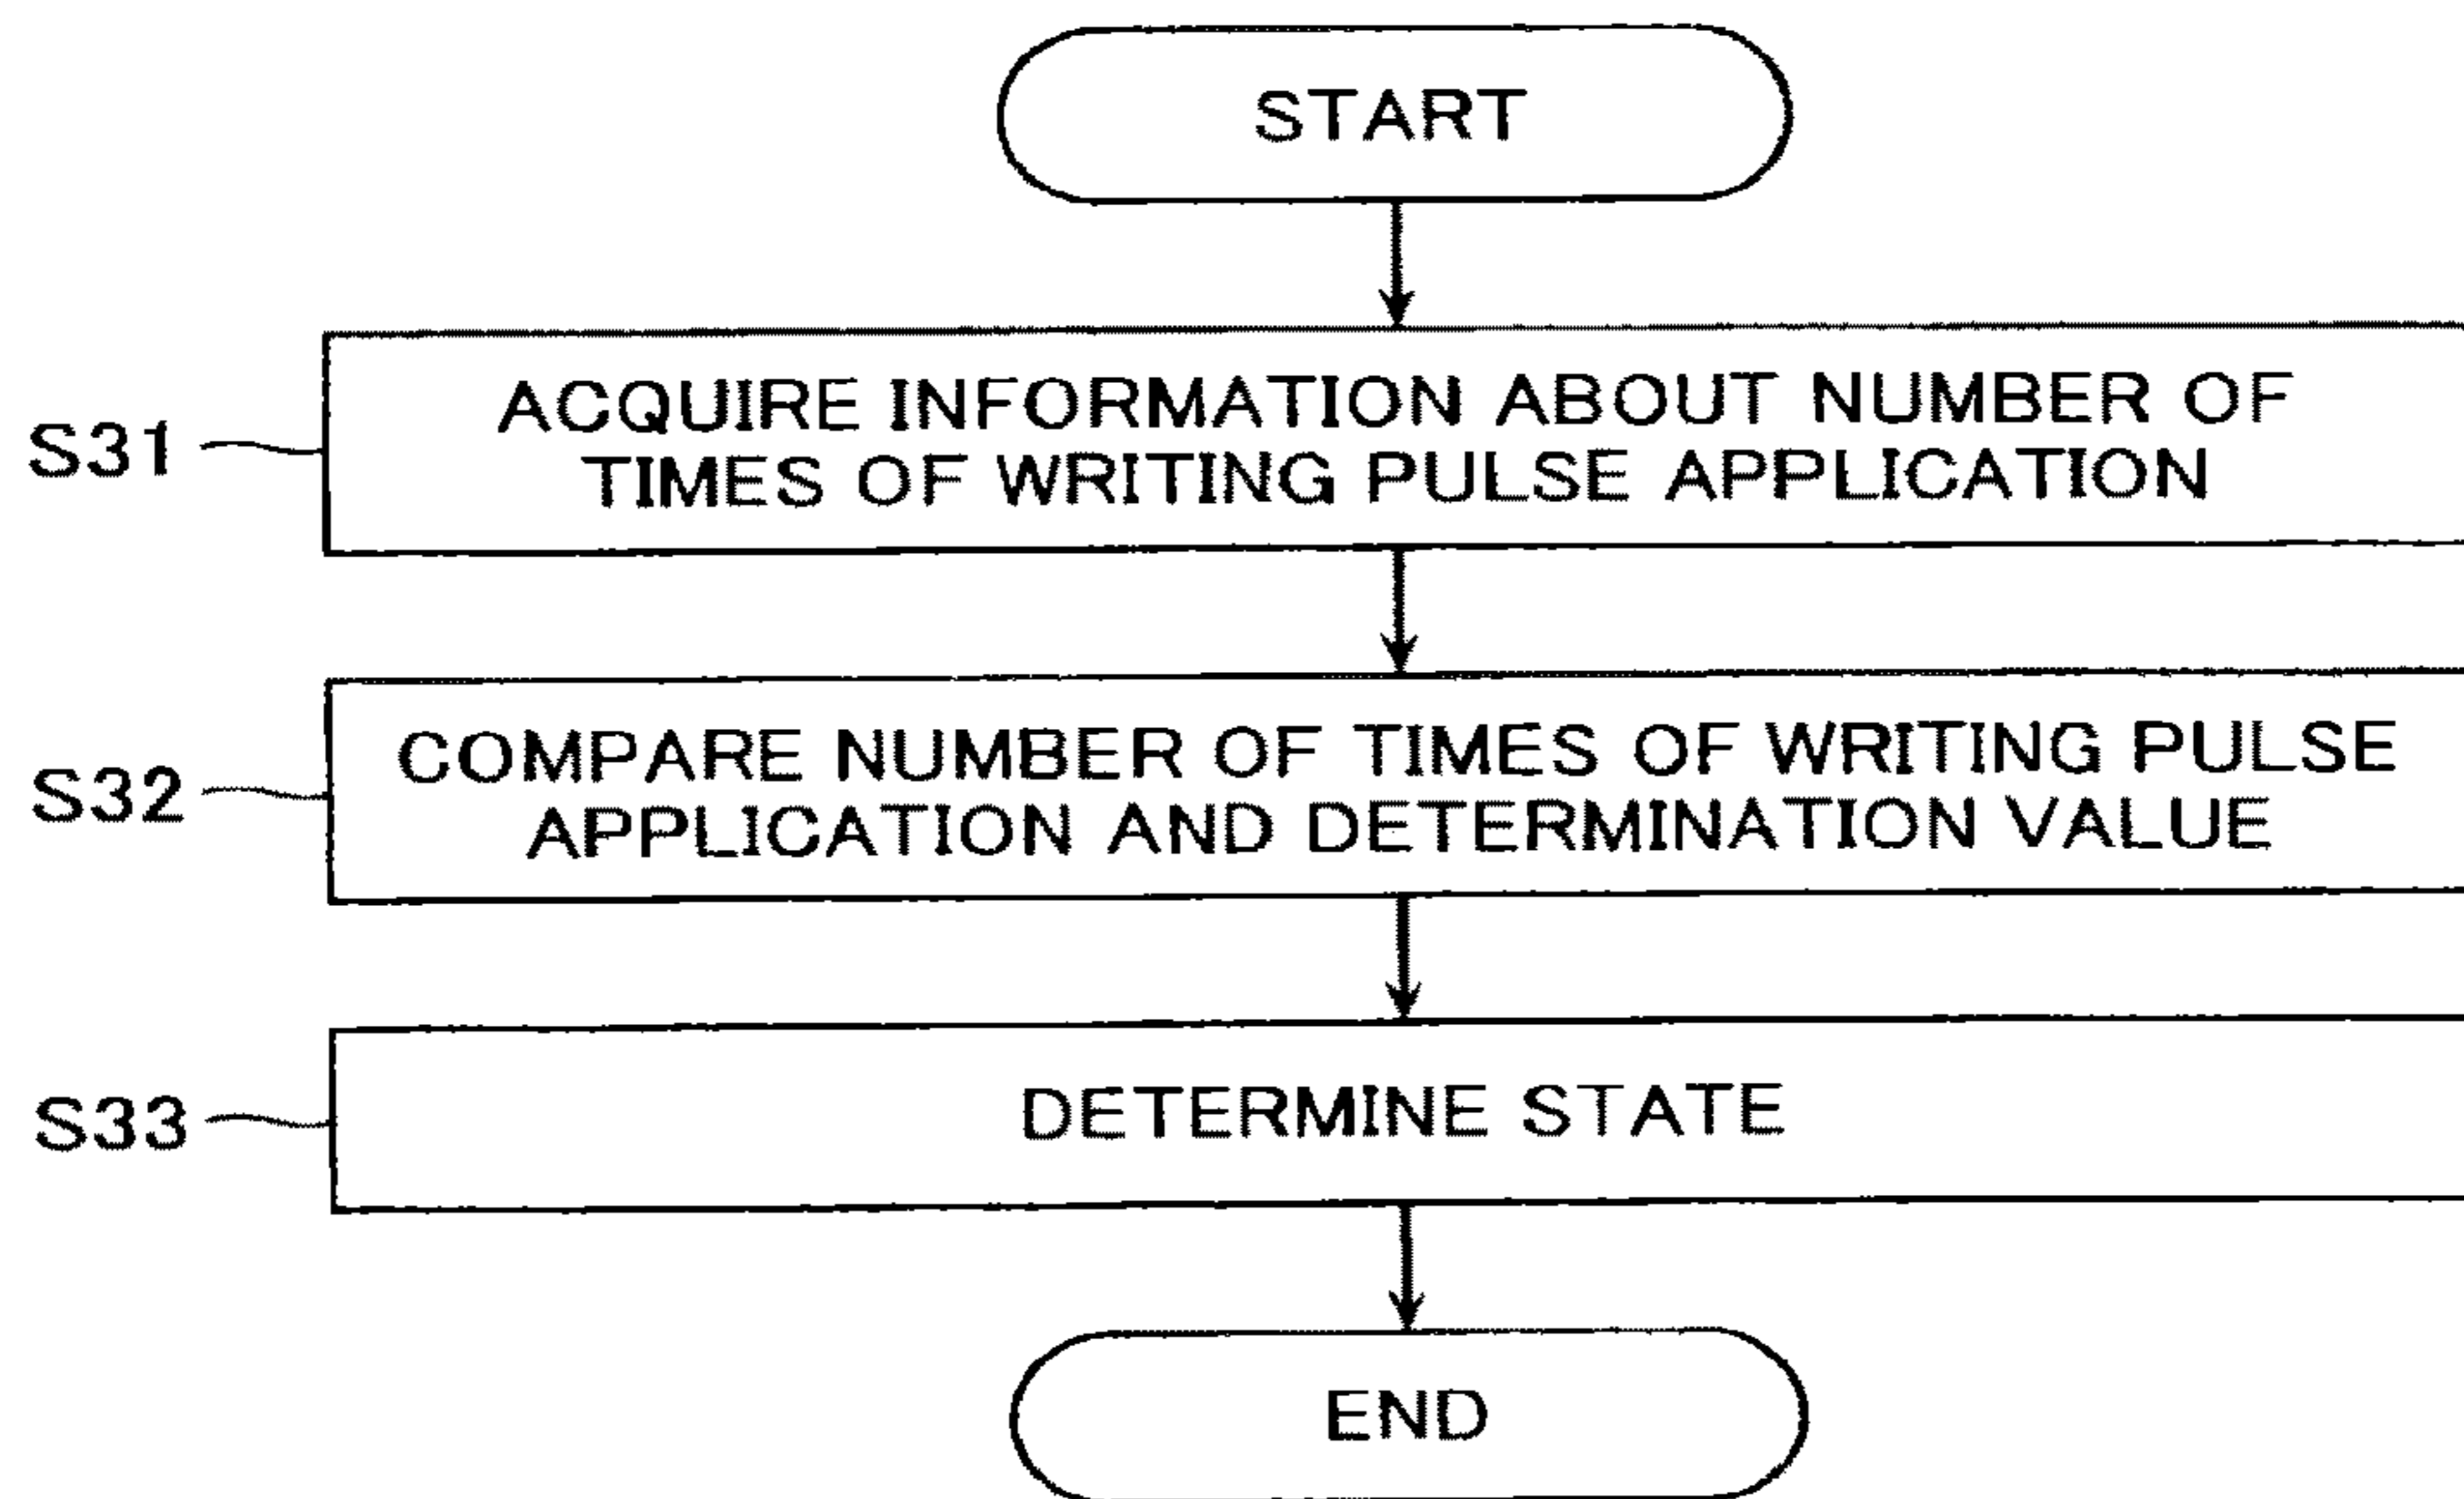 START
S31
ACQUIRE INFORMATION ABOUT NUMBER OF
TIMES OF WRITING PULSE APPLICATION
S32
COMPARE NUMBER OF TIMES OF WRITING PULSE
APPLICATION AND DETERMINATION VALUE
S33
DETERMINE STATE
END